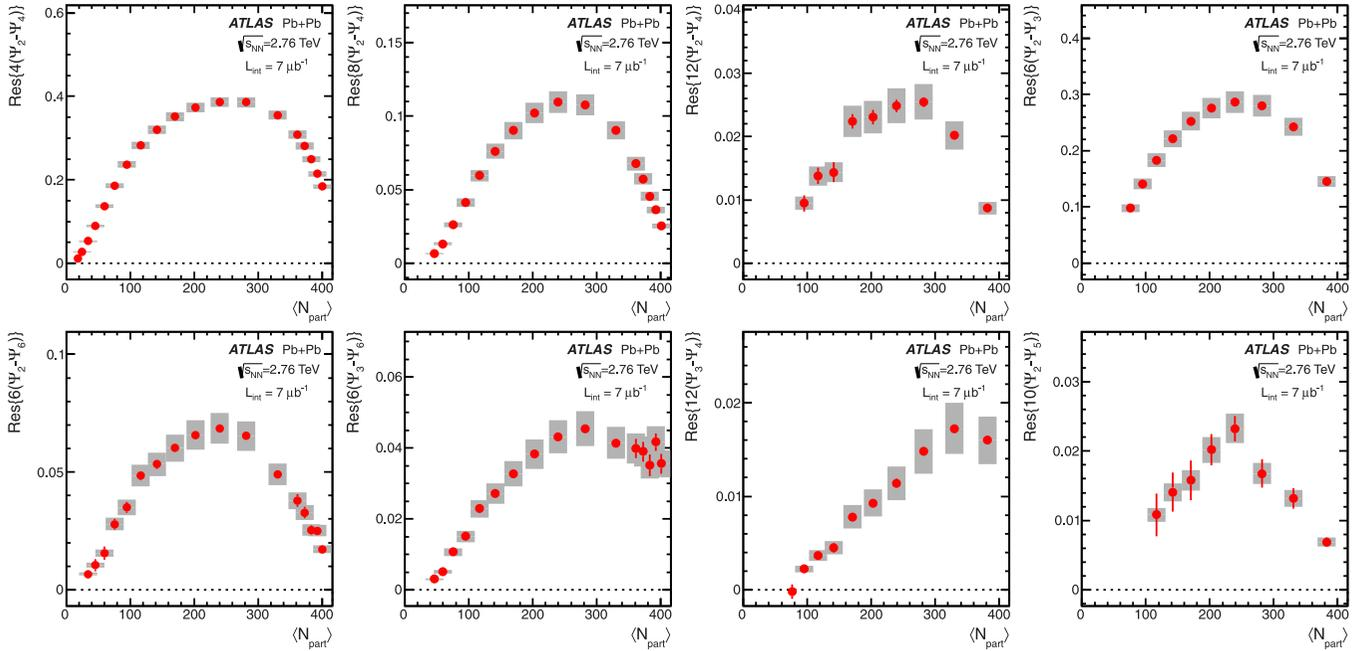 Res{4(Ψ2-Ψ4)}
0.6
0.4
0.2
0
ATLAS Pb+Pb
√sNN=2.76 TeV
Lint = 7 μb-1
0 100 200 300 400
⟨Npart⟩
Res{8(Ψ2-Ψ4)}
0.15
0.1
0.05
0
ATLAS Pb+Pb
√sNN=2.76 TeV
Lint = 7 μb-1
0 100 200 300 400
⟨Npart⟩
Res{12(Ψ2-Ψ4)}
0.04
0.03
0.02
0.01
0
ATLAS Pb+Pb
√sNN=2.76 TeV
Lint = 7 μb-1
0 100 200 300 400
⟨Npart⟩
Res{6(Ψ2-Ψ3)}
0.4
0.3
0.2
0.1
0
ATLAS Pb+Pb
√sNN=2.76 TeV
Lint = 7 μb-1
0 100 200 300 400
⟨Npart⟩
Res{6(Ψ2-Ψ6)}
0.1
0.05
0
ATLAS Pb+Pb
√sNN=2.76 TeV
Lint = 7 μb-1
0 100 200 300 400
⟨Npart⟩
Res{6(Ψ3-Ψ6)}
0.06
0.04
0.02
0
ATLAS Pb+Pb
√sNN=2.76 TeV
Lint = 7 μb-1
0 100 200 300 400
⟨Npart⟩
Res{12(Ψ3-Ψ4)}
0.02
0.01
0
ATLAS Pb+Pb
√sNN=2.76 TeV
Lint = 7 μb-1
0 100 200 300 400
⟨Npart⟩
Res{10(Ψ2-Ψ5)}
0.03
0.02
0.01
0
ATLAS Pb+Pb
√sNN=2.76 TeV
Lint = 7 μb-1
0 100 200 300 400
⟨Npart⟩